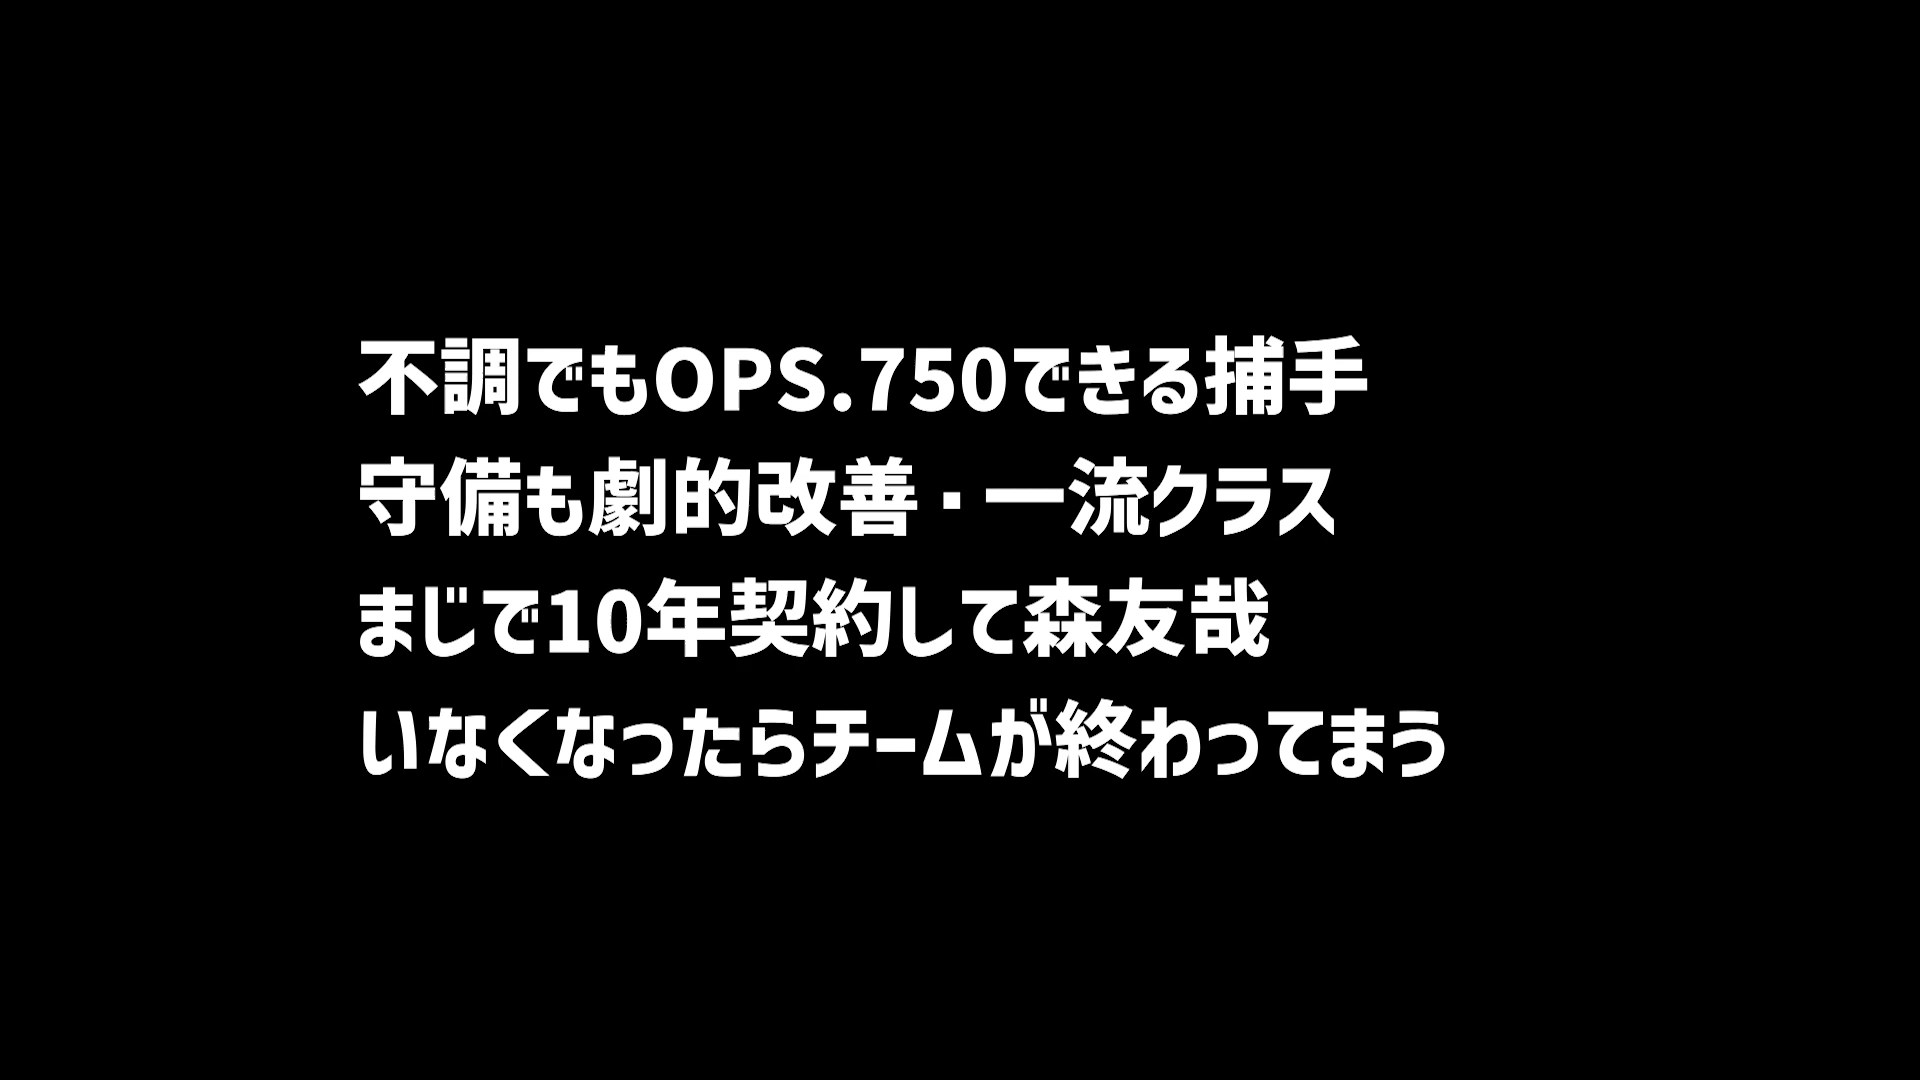 不調でもOPS.750できる捕手
守備も劇的改善・一流クラス
まじで10年契約して森友哉
いなくなったらチームが終わってまう